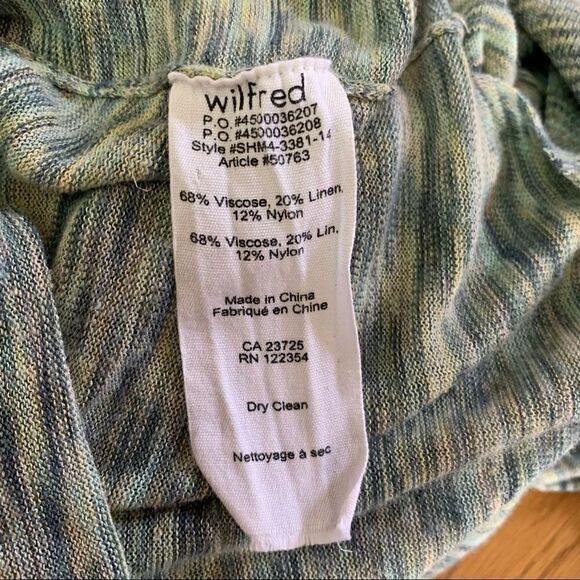 wilfred
P.O. #4500036207
P.O. #4500036208
Style #SHM4-3381-14
Article #50763
68% Viscose, 20% Linen,
12% Nylon
68% Viscose, 20% Lin,
12% Nylon
Made in China
Fabriqué en Chine
CA 23725
RN 122354
Dry Clean
Nettoyage à sec